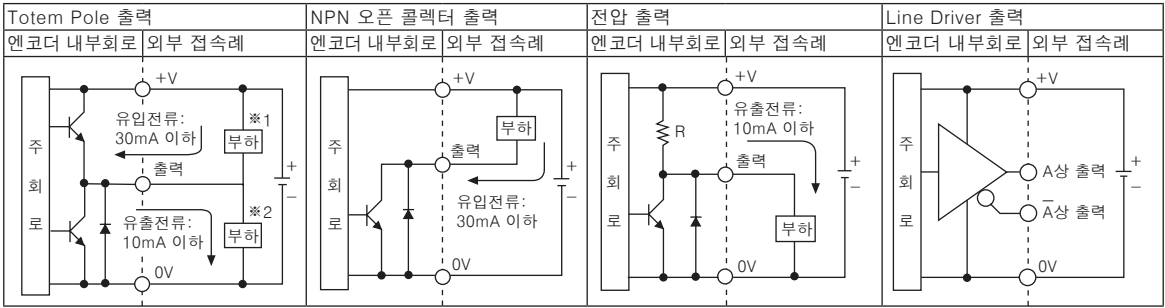 Totem Pole 출력
엔코더 내부회로 외부 접속례
+V
유입전류:
30mA 이하
※1
부하
주
회
로
출력
+
−
※2
유출전류:
10mA 이하
부하
0V
NPN 오픈 콜렉터 출력
엔코더 내부회로 외부 접속례
+V
부하
주
회
로
출력
+
−
유입전류:
30mA 이하
0V
전압 출력
엔코더 내부회로 외부 접속례
+V
유출전류:
10mA 이하
R
주
회
로
출력
+
−
부하
0V
Line Driver 출력
엔코더 내부회로 외부 접속례
+V
주
회
로
A상 출력
+
−
A̅상 출력
0V